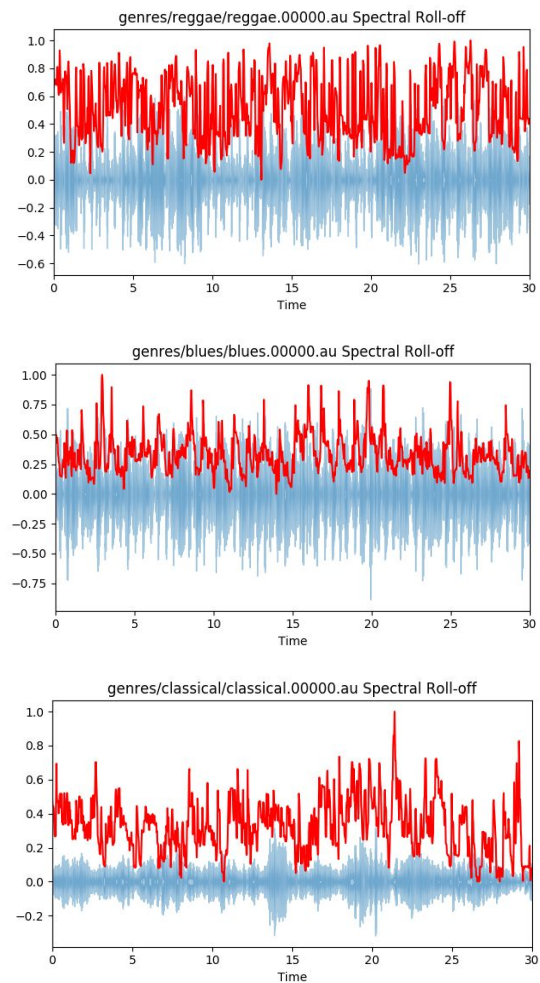 genres/reggae/reggae.00000.au Spectral Roll-off
1.0
0.8
0.6
0.4
0.2
0.0
−0.2
−0.4
−0.6
0 5 10 15 20 25 30
Time
genres/blues/blues.00000.au Spectral Roll-off
1.00
0.75
0.50
0.25
0.00
−0.25
−0.50
−0.75
0 5 10 15 20 25 30
Time
genres/classical/classical.00000.au Spectral Roll-off
1.0
0.8
0.6
0.4
0.2
0.0
−0.2
0 5 10 15 20 25 30
Time